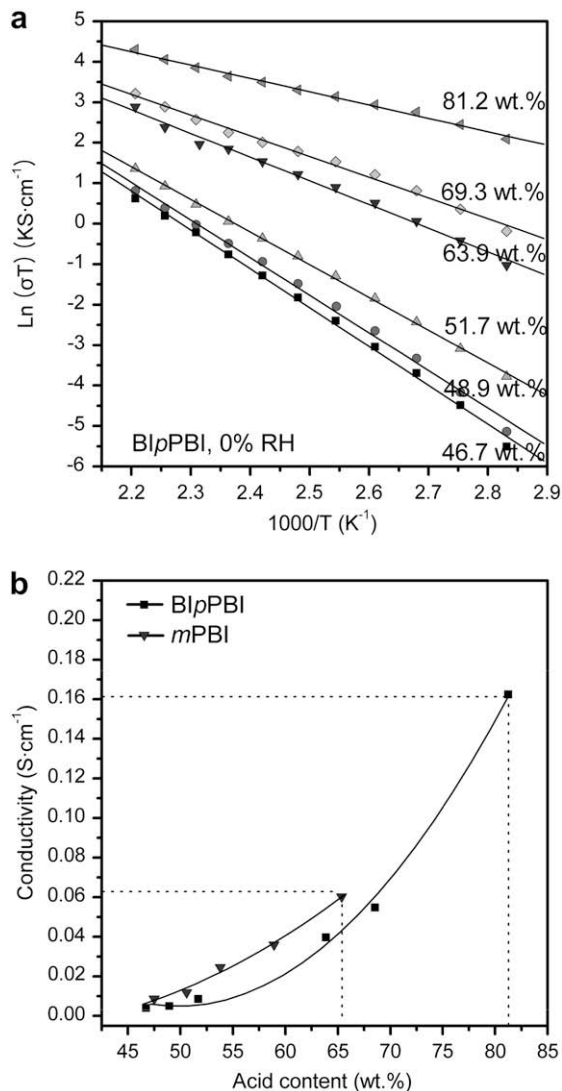 a
Ln (σT) (KS·cm⁻¹)
5
4
3
2
1
0
-1
-2
-3
-4
-5
-6
81.2 wt.%
69.3 wt.%
63.9 wt.%
51.7 wt.%
48.9 wt.%
46.7 wt.%
BIpPBI, 0% RH
2.2 2.3 2.4 2.5 2.6 2.7 2.8 2.9
1000/T (K⁻¹)
b
Conductivity (S·cm⁻¹)
0.22
0.20
0.18
0.16
0.14
0.12
0.10
0.08
0.06
0.04
0.02
0.00
BIpPBI
mPBI
45 50 55 60 65 70 75 80 85
Acid content (wt.%)